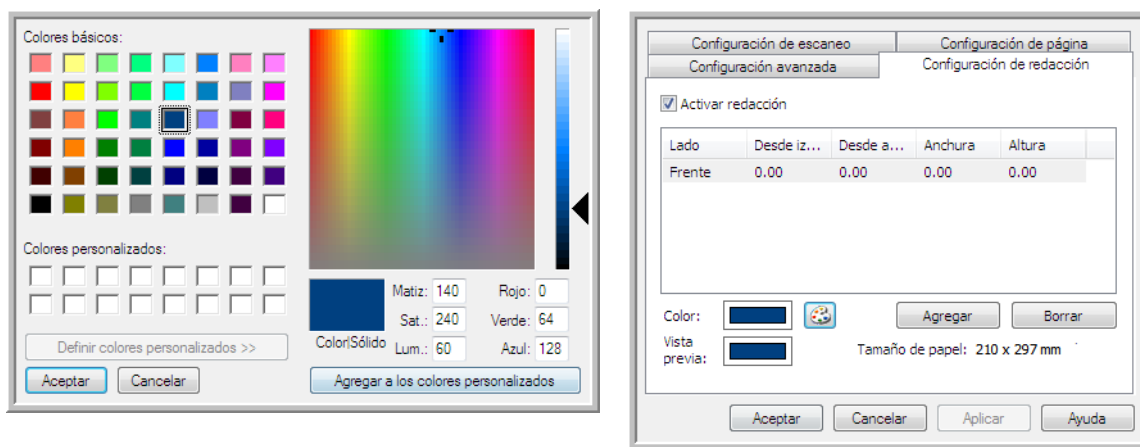 Colores básicos:
Colores personalizados:
Definir colores personalizados >>
Aceptar
Cancelar
Color|Sólido
Matiz: 140
Sat.: 240
Lum.: 60
Rojo: 0
Verde: 64
Azul: 128
Agregar a los colores personalizados
Configuración de escaneo
Configuración de página
Configuración avanzada
Configuración de redacción
Activar redacción
Lado Desde iz... Desde a... Anchura Altura
Frente 0.00 0.00 0.00 0.00
Color:
Agregar
Borrar
Vista
previa:
Tamaño de papel: 210 x 297 mm
Aceptar
Cancelar
Aplicar
Ayuda